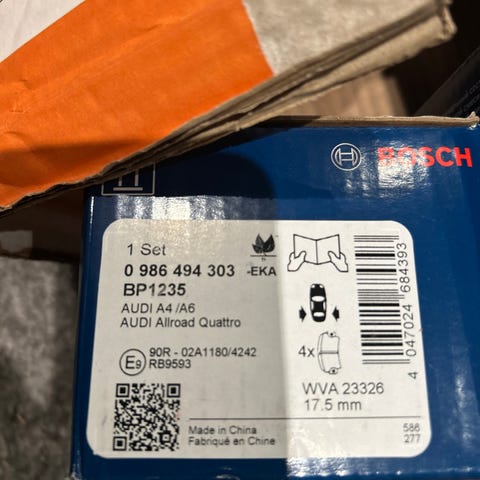 BOSCH
1 Set
0 986 494 303
-EKA
BP1235
AUDI A4 /A6
AUDI Allroad Quattro
4x
E9
90R - 02A1180/4242
RB9593
WVA 23326
17.5 mm
Made in China
Fabriqué en Chine
586
277
4 047024 684393